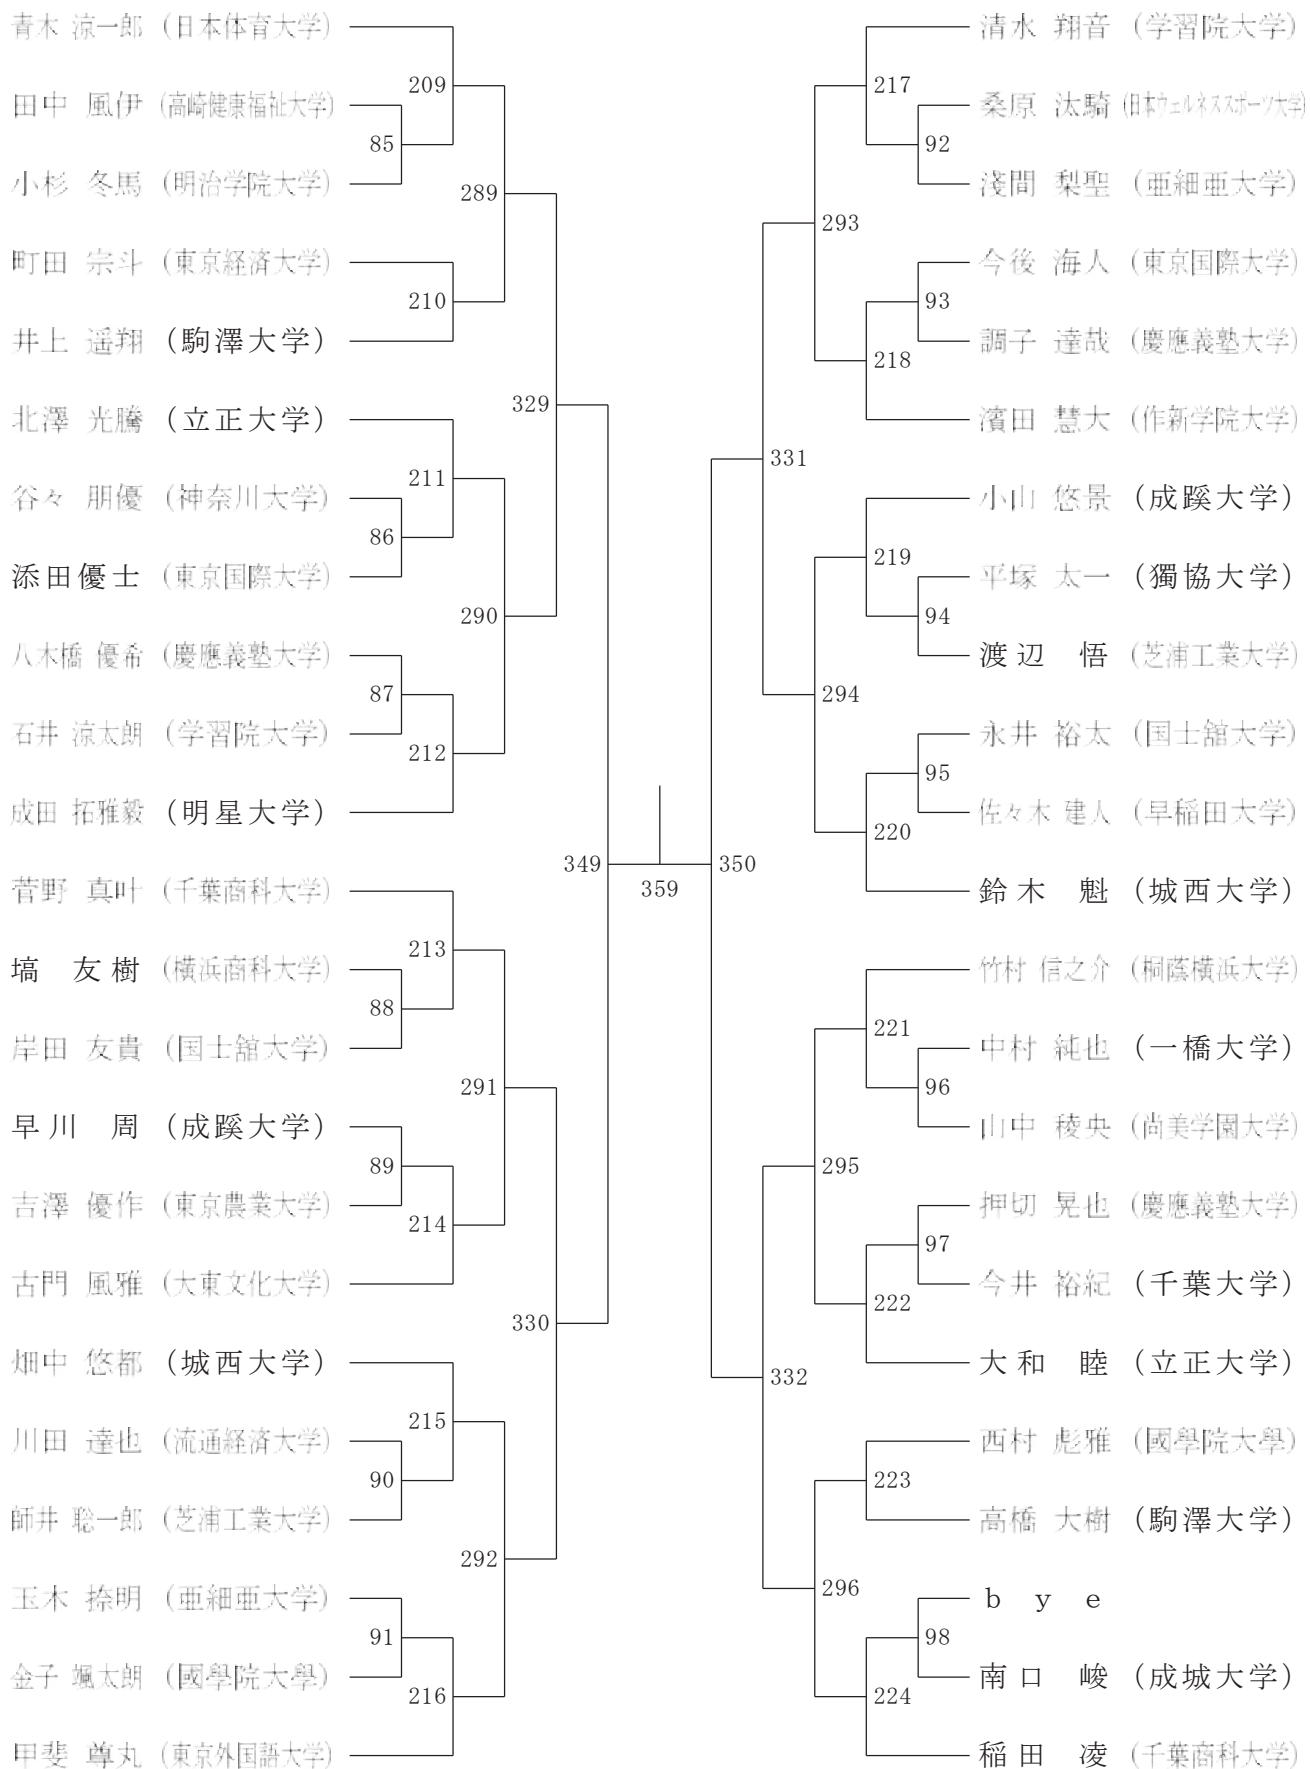 青木 涼一郎 (日本体育大学)
田中 風伊 (高崎健康福祉大学)
小杉 冬馬 (明治学院大学)
町田 宗斗 (東京経済大学)
井上 遥翔 (駒澤大学)
北澤 光騰 (立正大学)
谷々 朋優 (神奈川大学)
添田優士 (東京国際大学)
八木橋 優希 (慶應義塾大学)
石井 涼太朗 (学習院大学)
成田 拓雅毅 (明星大学)
菅野 真叶 (千葉商科大学)
塙 友樹 (横浜商科大学)
岸田 友貴 (国士舘大学)
早川 周 (成蹊大学)
吉澤 優作 (東京農業大学)
古門 風雅 (大東文化大学)
畑中 悠都 (城西大学)
川田 達也 (流通経済大学)
師井 聡一郎 (芝浦工業大学)
玉木 捺明 (亜細亜大学)
金子 颯太朗 (國學院大學)
甲斐 尊丸 (東京外国語大学)
85
86
87
88
89
90
91
209
210
211
212
213
214
215
216
289
290
291
292
329
330
349
359
350
331
332
293
294
295
296
217
218
219
220
221
222
223
224
92
93
94
95
96
97
98
清水 翔音 (学習院大学)
桑原 汰騎 (日本ウェルネススポーツ大学)
淺間 梨聖 (亜細亜大学)
今後 海人 (東京国際大学)
調子 達哉 (慶應義塾大学)
濱田 慧大 (作新学院大学)
小山 悠景 (成蹊大学)
平塚 太一 (獨協大学)
渡辺 悟 (芝浦工業大学)
永井 裕太 (国士舘大学)
佐々木 建人 (早稲田大学)
鈴木 魁 (城西大学)
竹村 信之介 (桐蔭横浜大学)
中村 純也 (一橋大学)
山中 稜央 (尚美学園大学)
押切 晃也 (慶應義塾大学)
今井 裕紀 (千葉大学)
大和 睦 (立正大学)
西村 彪雅 (國學院大學)
高橋 大樹 (駒澤大学)
bye
南口 峻 (成城大学)
稲田 凌 (千葉商科大学)